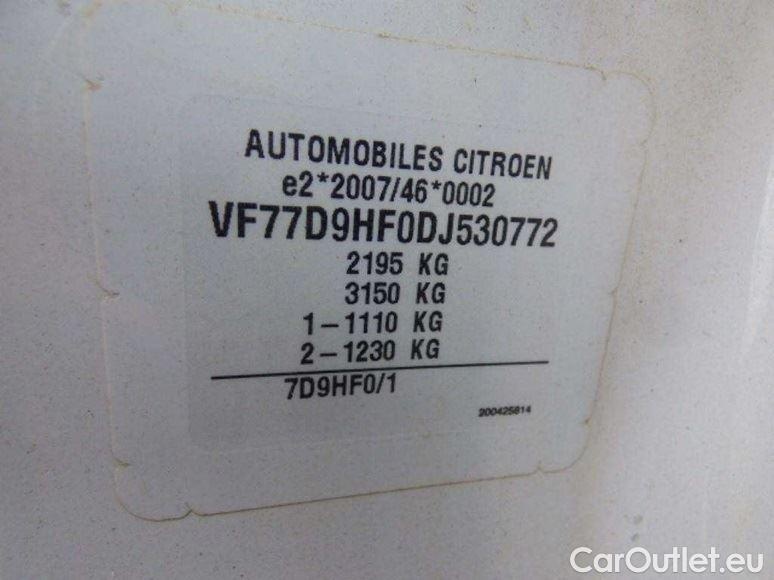 AUTOMOBILES CITROEN
e2*2007/46*0002
VF77D9HF0DJ530772
2195 KG
3150 KG
1-1110 KG
2-1230 KG
7D9HF0/1
200425814
CarOutlet.eu